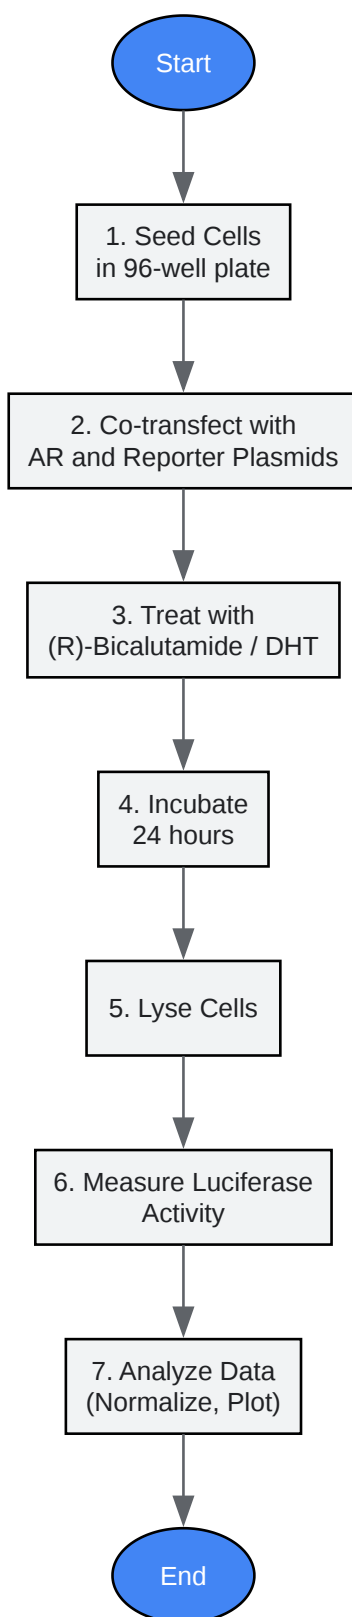 Start
1. Seed Cells
in 96-well plate
2. Co-transfect with
AR and Reporter Plasmids
3. Treat with
(R)-Bicalutamide / DHT
4. Incubate
24 hours
5. Lyse Cells
6. Measure Luciferase
Activity
7. Analyze Data
(Normalize, Plot)
End